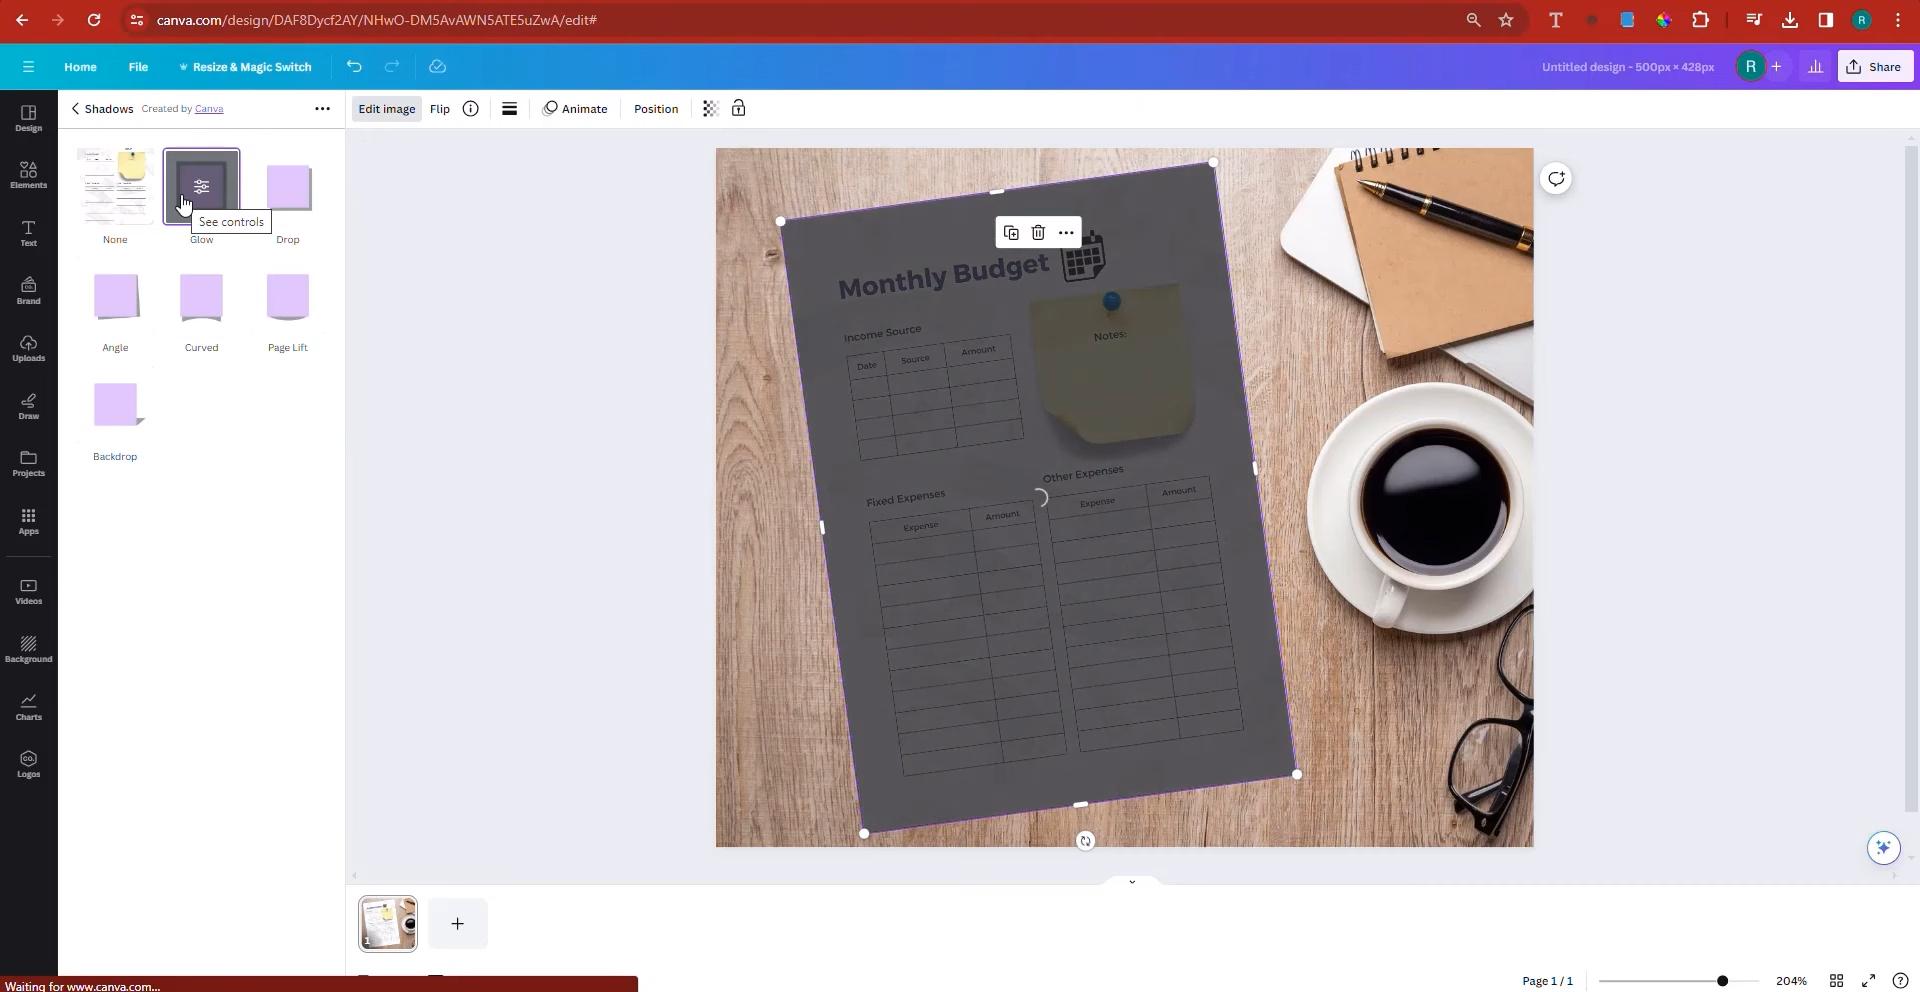 canva.com/design/DAF8Dycf2AY/NHwO-DM5AvAWN5ATE5uZwA/edit#
R
Home
File
Resize & Magic Switch
Untitled design - 500px × 428px
R
+
Share
Shadows
Created by Canva
Edit image
Flip
Animate
Position
Design
Elements
Text
Brand
Uploads
Draw
Projects
Apps
Videos
Background
Charts
Logos
See controls
None
Glow
Drop
Angle
Curved
Page Lift
Backdrop
Monthly Budget
Income Source
Date Source Amount
Notes:
Fixed Expenses
Expense Amount
Other Expenses
Expense Amount
1
+
Waiting for www.canva.com...
Page 1 / 1
204%